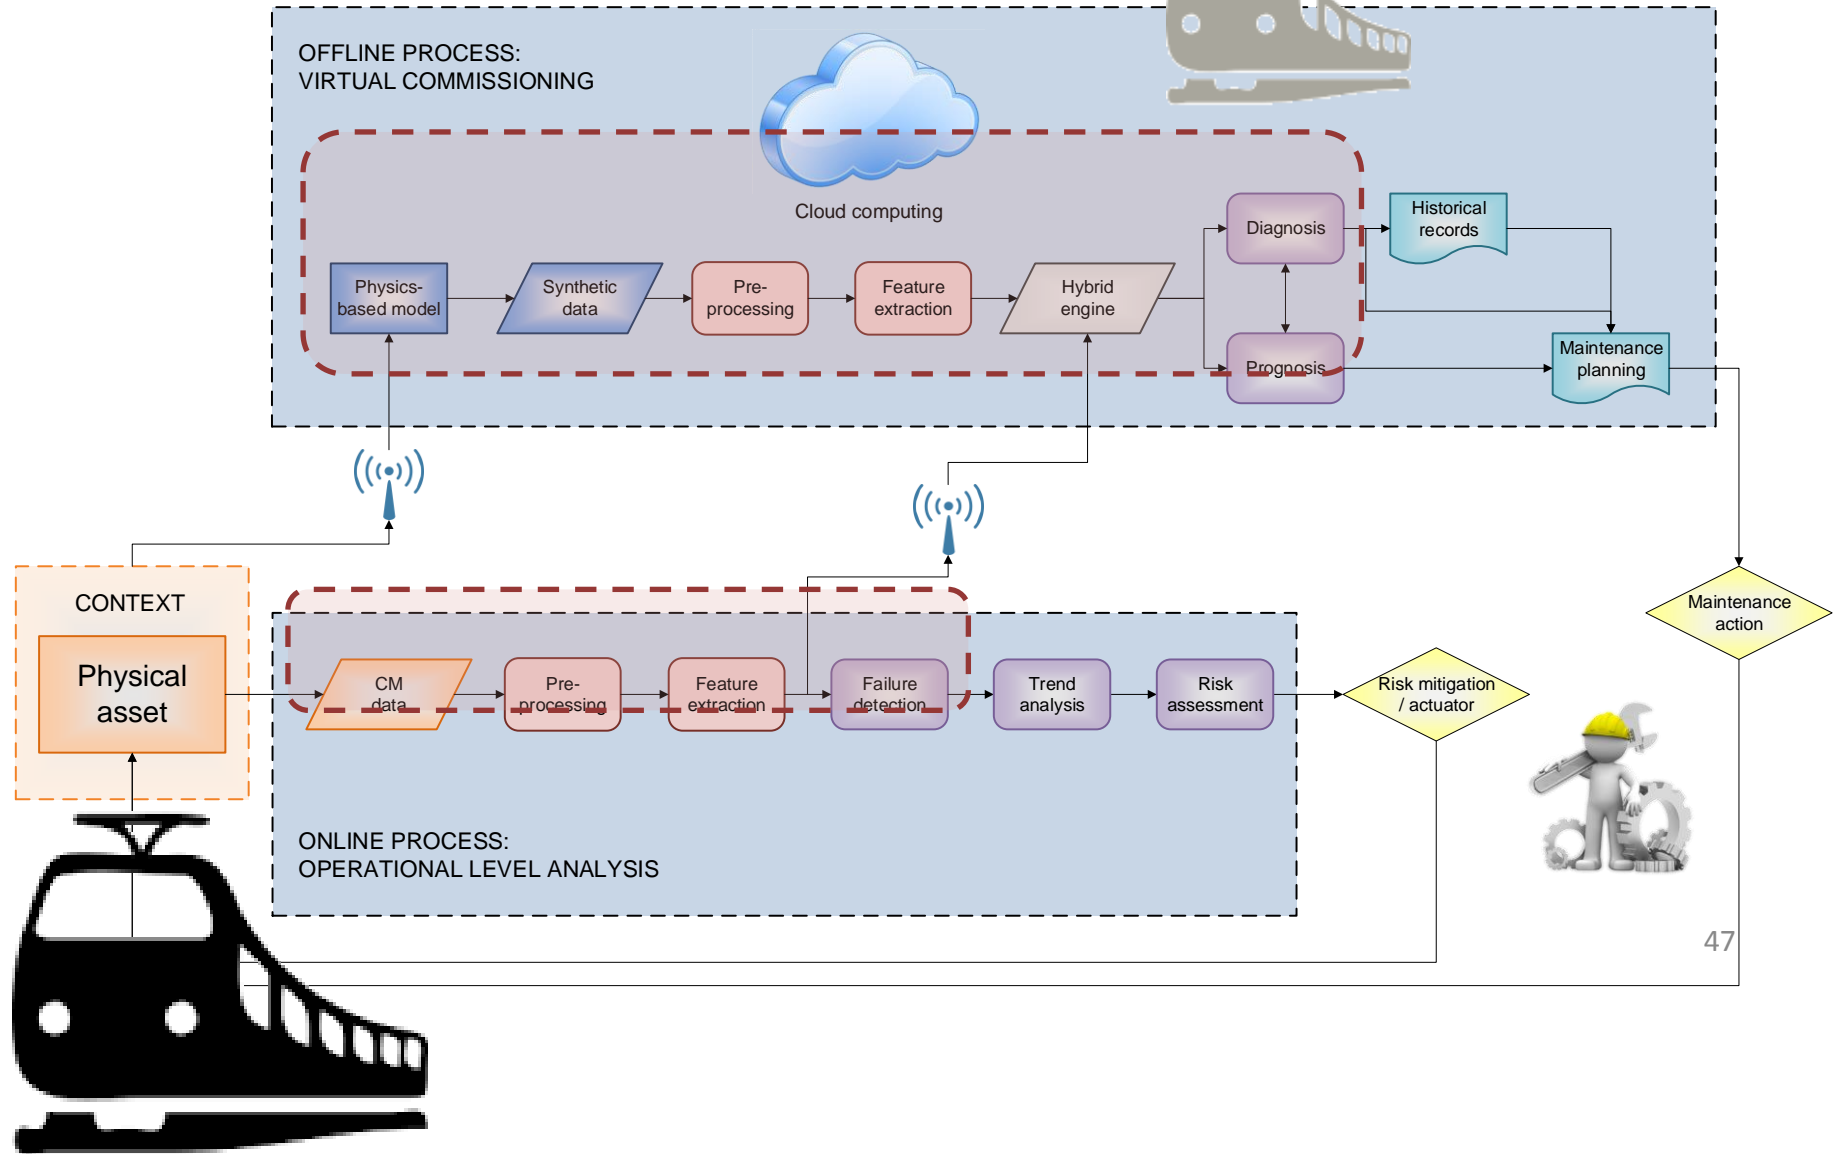 OFFLINE PROCESS:
VIRTUAL COMMISSIONING
Cloud computing
Physics-
based model
Synthetic
data
Pre-
processing
Feature
extraction
Hybrid
engine
Diagnosis
Prognosis
Historical
records
Maintenance
planning
CONTEXT
Physical
asset
CM
data
Pre-
processing
Feature
extraction
Failure
detection
Trend
analysis
Risk
assessment
Risk mitigation
/ actuator
Maintenance
action
ONLINE PROCESS:
OPERATIONAL LEVEL ANALYSIS
47